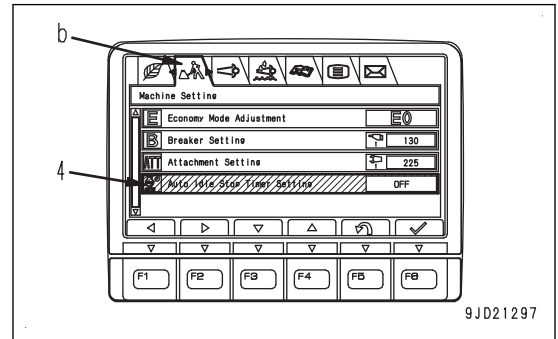 b
Machine Setting
E Economy Mode Adjustment E0
B Breaker Setting 130
ATT Attachment Setting 225
4
Auto Idle Stop Timer Setting OFF
F1 F2 F3 F4 F5 F6
9JD21297